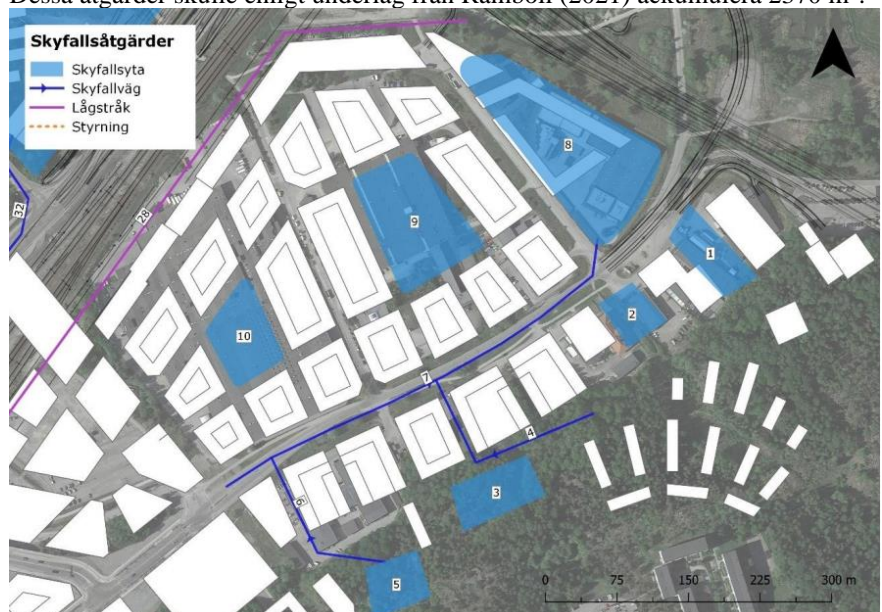 Dessa åtgärder skulle enligt underlag från Ramboll (2021) ackumulera 2370 m³.
Skyfallsåtgärder
Skyfallsyta
Skyfallväg
Lågstråk
Styrning
8
1
9
28
32
2
10
7
4
3
6
5
0 75 150 225 300 m